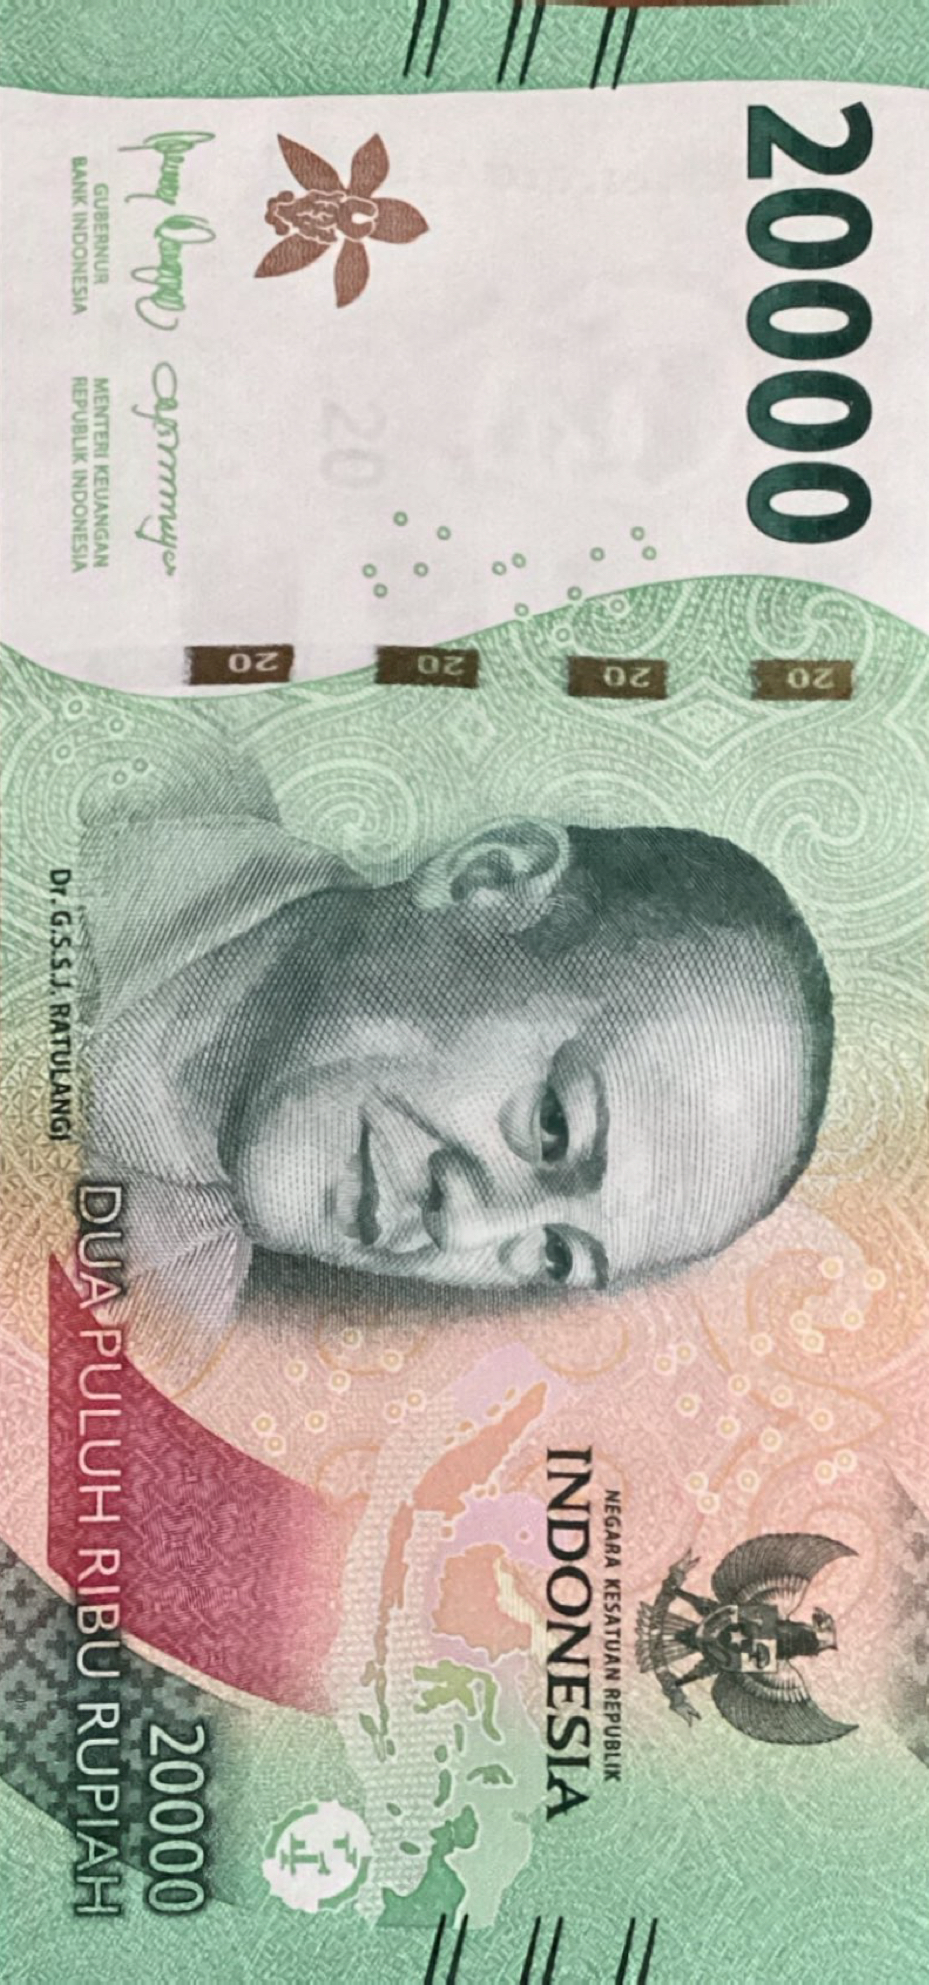 20000
GUBERNUR
BANK INDONESIA
MENTERI KEUANGAN
REPUBLIK INDONESIA
20
20
20
20
20
Dr. G.S.S.J. RATULANGI
NEGARA KESATUAN REPUBLIK
INDONESIA
20000
DUA PULUH RIBU RUPIAH